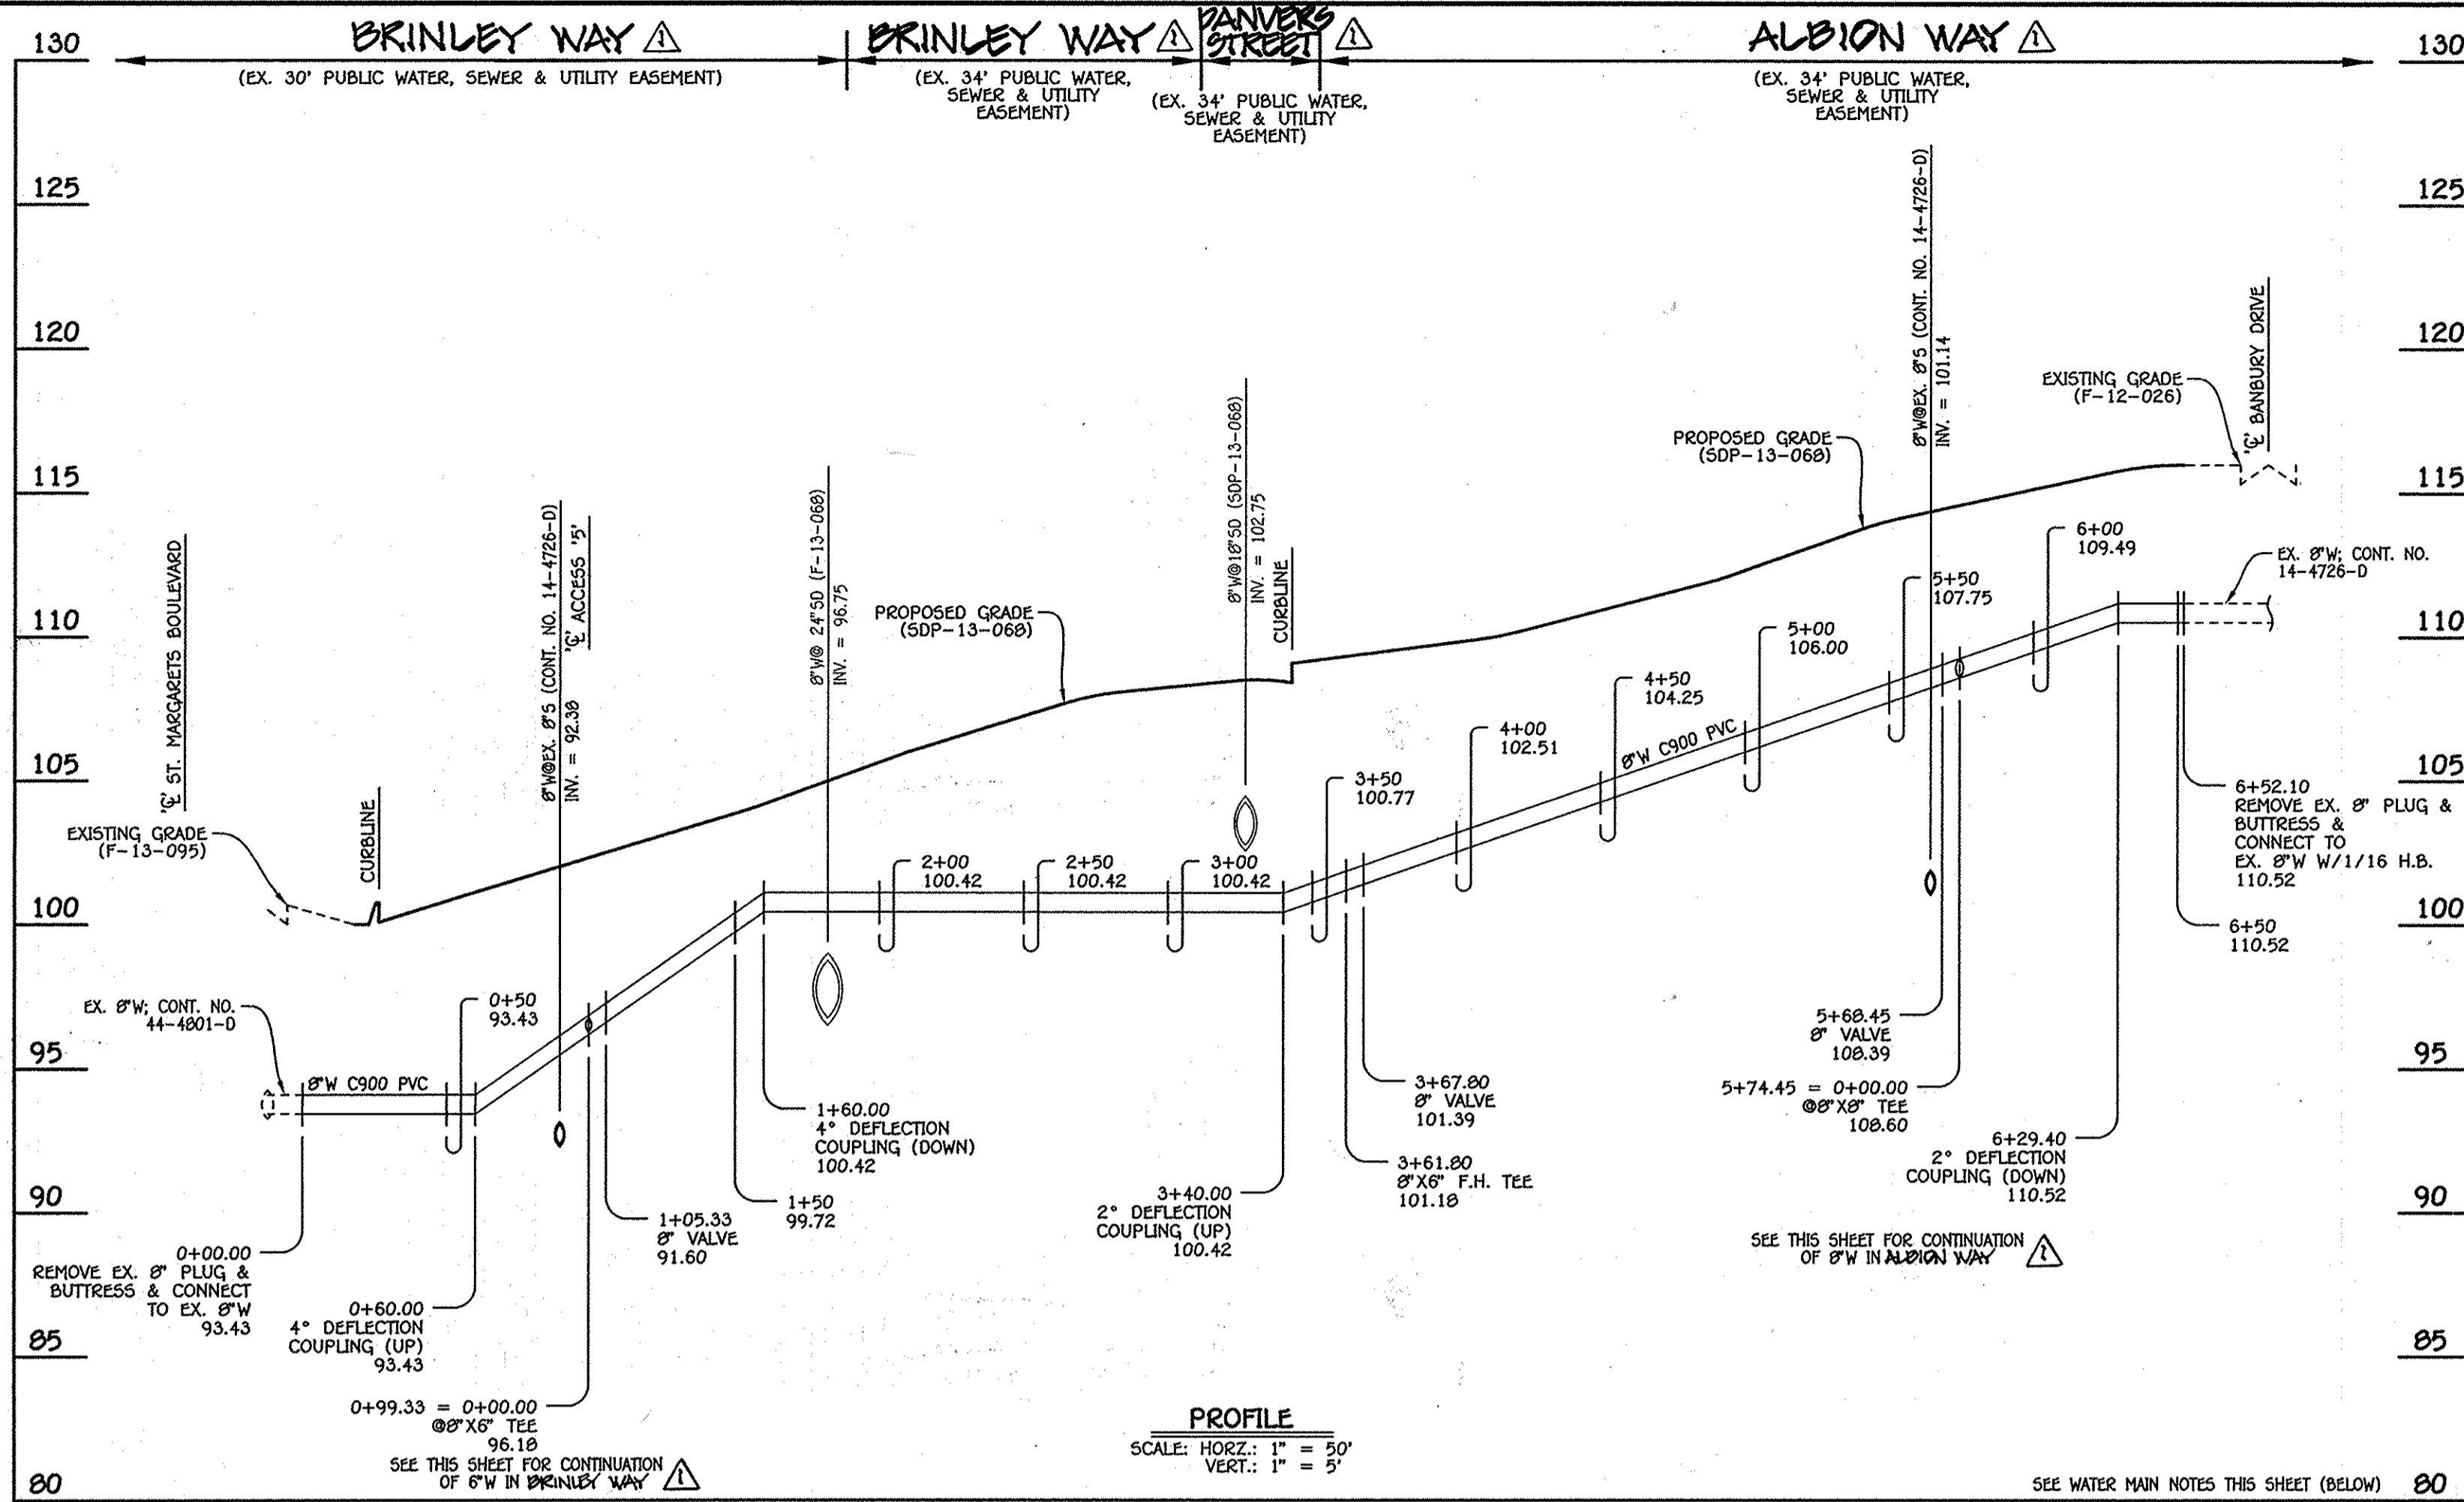 BRINLEY WAY 1
(EX. 30' PUBLIC WATER, SEWER & UTILITY EASEMENT)
BRINLEY WAY 1
(EX. 34' PUBLIC WATER,
SEWER & UTILITY
EASEMENT)
DANVERS
STREET 1
(EX. 34' PUBLIC WATER,
SEWER & UTILITY
EASEMENT)
ALBION WAY 1
(EX. 34' PUBLIC WATER,
SEWER & UTILITY
EASEMENT)
130
125
120
115
110
105
100
95
90
85
80
130
125
120
115
110
105
100
95
90
85
80
'℄' ST. MARGARETS BOULEVARD
EXISTING GRADE
(F-13-095)
CURBLINE
8"W@EX. 8"S (CONT. NO. 14-4726-D)
INV. = 92.38
'℄' ACCESS '5'
8"W@ 24"SD (F-13-068)
INV. = 96.75
PROPOSED GRADE
(SDP-13-068)
8"W@18"SD (SDP-13-068)
INV. = 102.75
CURBLINE
PROPOSED GRADE
(SDP-13-068)
8"W@EX. 8"S (CONT. NO. 14-4726-D)
INV. = 101.14
EXISTING GRADE
(F-12-026)
'℄' BANBURY DRIVE
EX. 8"W; CONT. NO.
14-4726-D
EX. 8"W; CONT. NO.
44-4801-D
8"W C900 PVC
0+50
93.43
2+00
100.42
2+50
100.42
3+00
100.42
3+50
100.77
4+00
102.51
4+50
104.25
8"W C900 PVC
5+00
106.00
5+50
107.75
6+00
109.49
0+00.00
REMOVE EX. 8" PLUG &
BUTTRESS & CONNECT
TO EX. 8"W
93.43
0+60.00
4° DEFLECTION
COUPLING (UP)
93.43
0+99.33 = 0+00.00
@8"X6" TEE
96.18
SEE THIS SHEET FOR CONTINUATION
OF 6"W IN BRINLEY WAY 1
1+05.33
8" VALVE
91.60
1+50
99.72
1+60.00
4° DEFLECTION
COUPLING (DOWN)
100.42
3+40.00
2° DEFLECTION
COUPLING (UP)
100.42
3+67.80
8" VALVE
101.39
3+61.80
8"X6" F.H. TEE
101.18
5+68.45
8" VALVE
108.39
5+74.45 = 0+00.00
@8"X8" TEE
108.60
6+29.40
2° DEFLECTION
COUPLING (DOWN)
110.52
SEE THIS SHEET FOR CONTINUATION
OF 8"W IN ALBION WAY 1
6+52.10
REMOVE EX. 8" PLUG &
BUTTRESS &
CONNECT TO
EX. 8"W W/1/16 H.B.
110.52
6+50
110.52
PROFILE
SCALE: HORZ.: 1" = 50'
VERT.: 1" = 5'
SEE WATER MAIN NOTES THIS SHEET (BELOW)